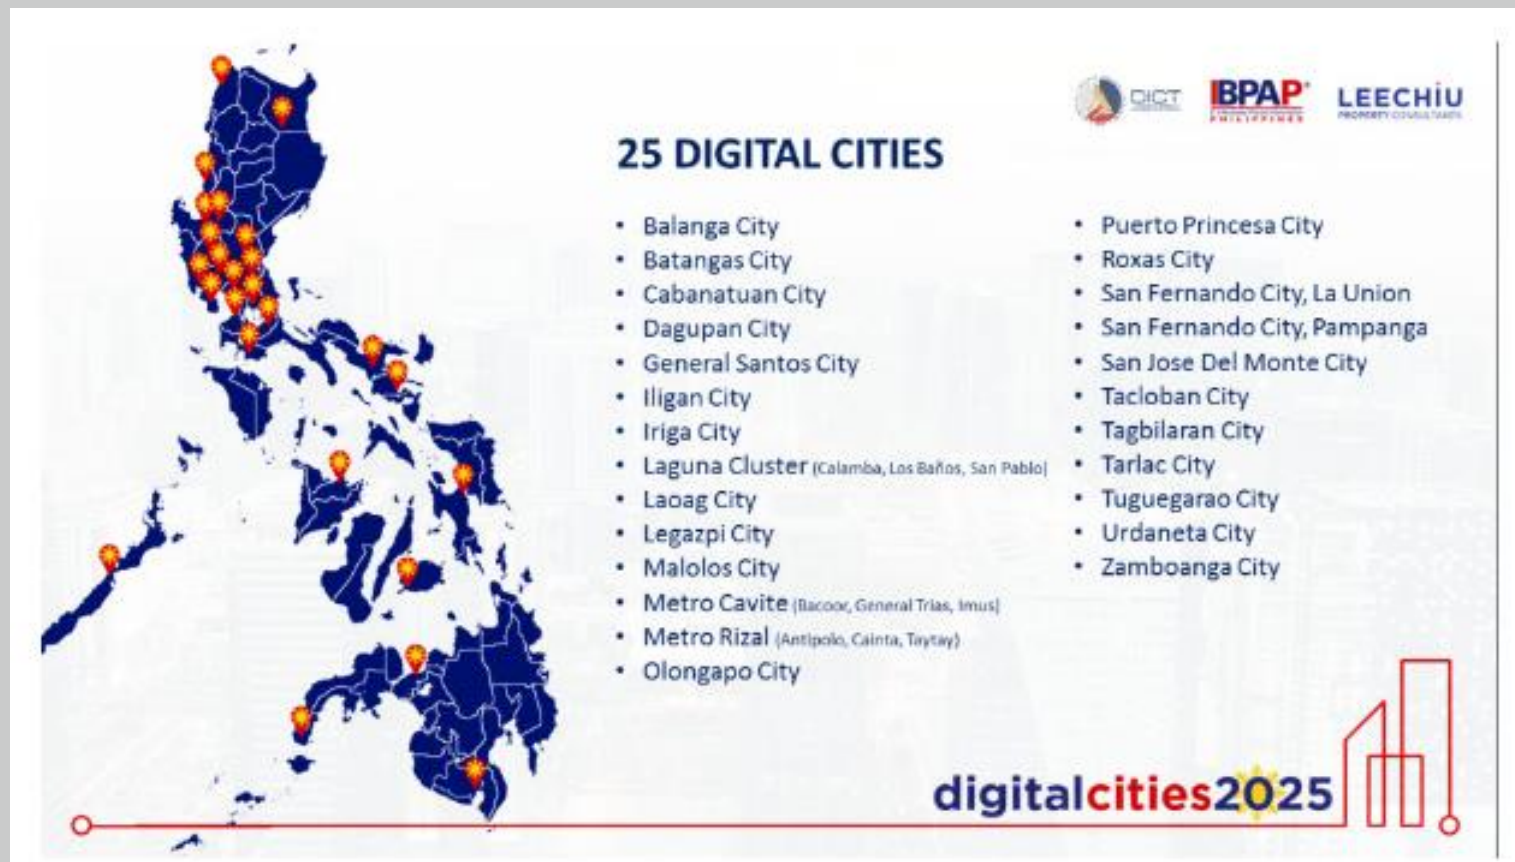 DICT
IBPAP
PHILIPPINES
LEECHIU
PROPERTY CONSULTANTS
25 DIGITAL CITIES
• Balanga City
• Batangas City
• Cabanatuan City
• Dagupan City
• General Santos City
• Iligan City
• Iriga City
• Laguna Cluster (Calamba, Los Baños, San Pablo)
• Laoag City
• Legazpi City
• Malolos City
• Metro Cavite (Bacoor, General Trias, Imus)
• Metro Rizal (Antipolo, Cainta, Taytay)
• Olongapo City
• Puerto Princesa City
• Roxas City
• San Fernando City, La Union
• San Fernando City, Pampanga
• San Jose Del Monte City
• Tacloban City
• Tagbilaran City
• Tarlac City
• Tuguegarao City
• Urdaneta City
• Zamboanga City
digitalcities2025